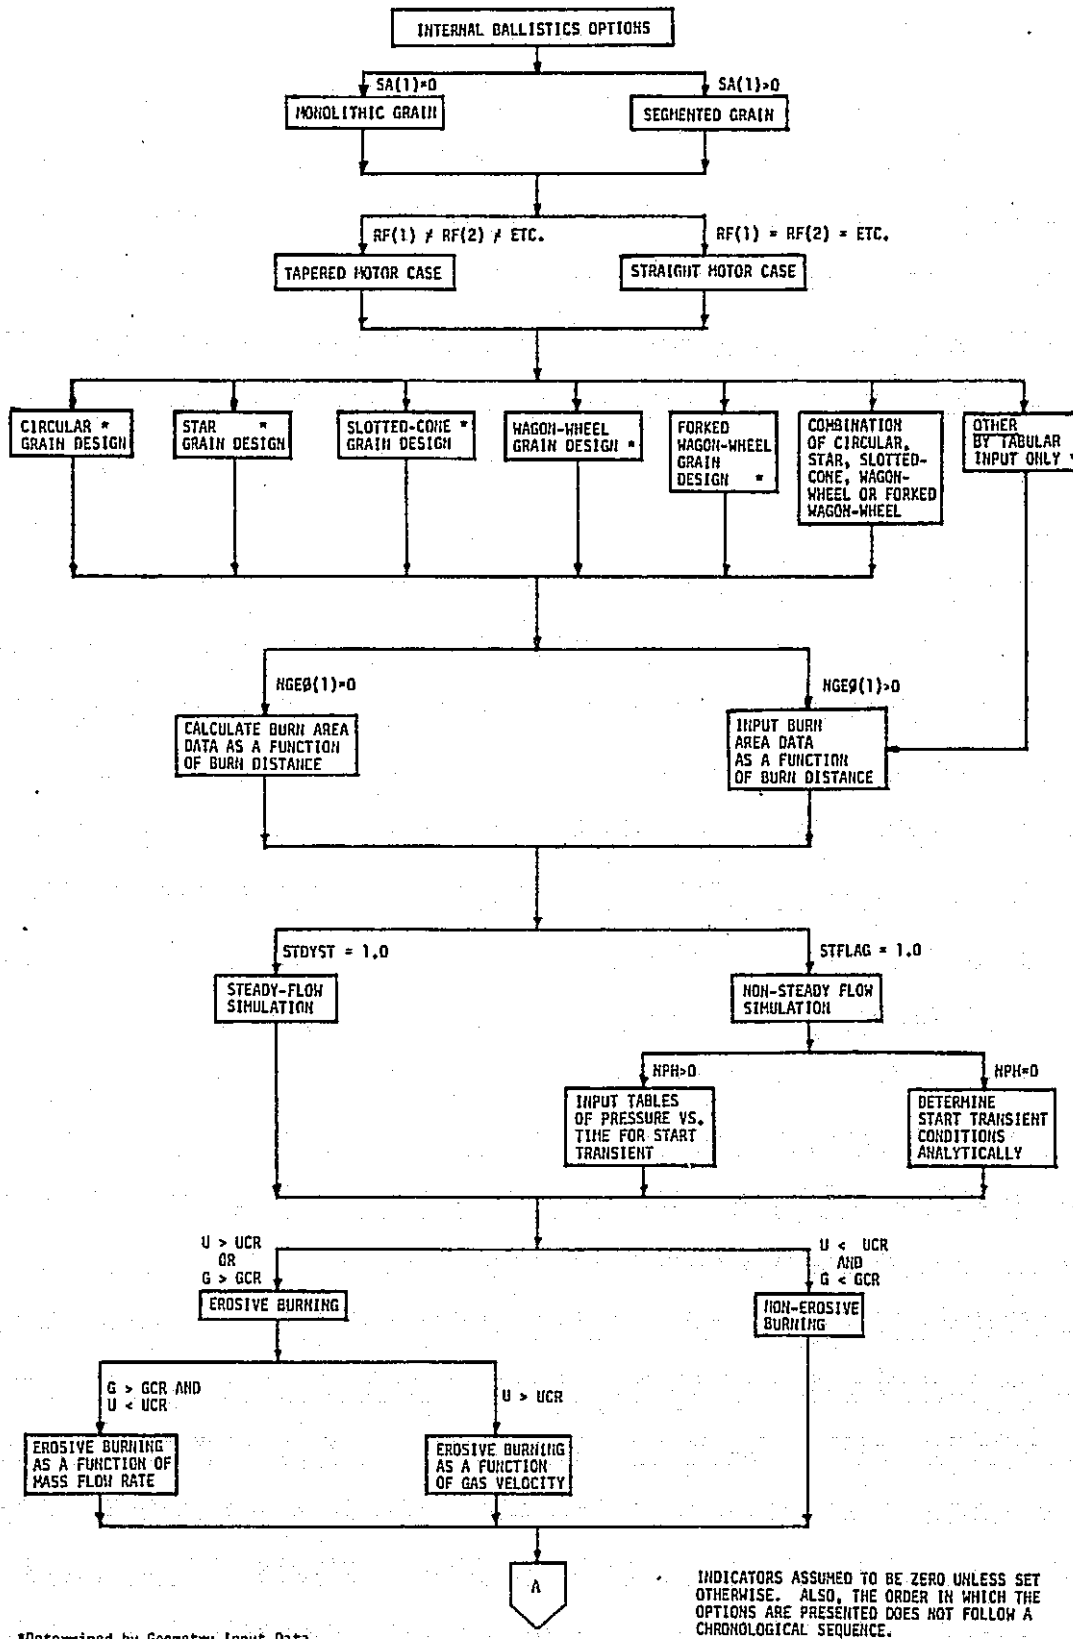 INTERNAL BALLISTICS OPTIONS
SA(1)=0
SA(1)>0
MONOLITHIC GRAIN
SEGMENTED GRAIN
RF(1) ≠ RF(2) ≠ ETC.
RF(1) = RF(2) = ETC.
TAPERED MOTOR CASE
STRAIGHT MOTOR CASE
CIRCULAR *
GRAIN DESIGN
STAR *
GRAIN DESIGN
SLOTTED-CONE *
GRAIN DESIGN
WAGON-WHEEL
GRAIN DESIGN *
FORKED
WAGON-WHEEL
GRAIN
DESIGN *
COMBINATION
OF CIRCULAR,
STAR, SLOTTED-
CONE, WAGON-
WHEEL OR FORKED
WAGON-WHEEL
OTHER
BY TABULAR
INPUT ONLY *
NGEØ(1)=0
NGEØ(1)>0
CALCULATE BURN AREA
DATA AS A FUNCTION
OF BURN DISTANCE
INPUT BURN
AREA DATA
AS A FUNCTION
OF BURN DISTANCE
STDYST = 1.0
STFLAG = 1.0
STEADY-FLOW
SIMULATION
NON-STEADY FLOW
SIMULATION
NPH>0
NPH=0
INPUT TABLES
OF PRESSURE VS.
TIME FOR START
TRANSIENT
DETERMINE
START TRANSIENT
CONDITIONS
ANALYTICALLY
U > UCR
OR
G > GCR
U < UCR
AND
G < GCR
EROSIVE BURNING
NON-EROSIVE
BURNING
G > GCR AND
U < UCR
U > UCR
EROSIVE BURNING
AS A FUNCTION OF
MASS FLOW RATE
EROSIVE BURNING
AS A FUNCTION
OF GAS VELOCITY
A
INDICATORS ASSUMED TO BE ZERO UNLESS SET
OTHERWISE. ALSO, THE ORDER IN WHICH THE
OPTIONS ARE PRESENTED DOES NOT FOLLOW A
CHRONOLOGICAL SEQUENCE.
*Determined by Geometry Input Data